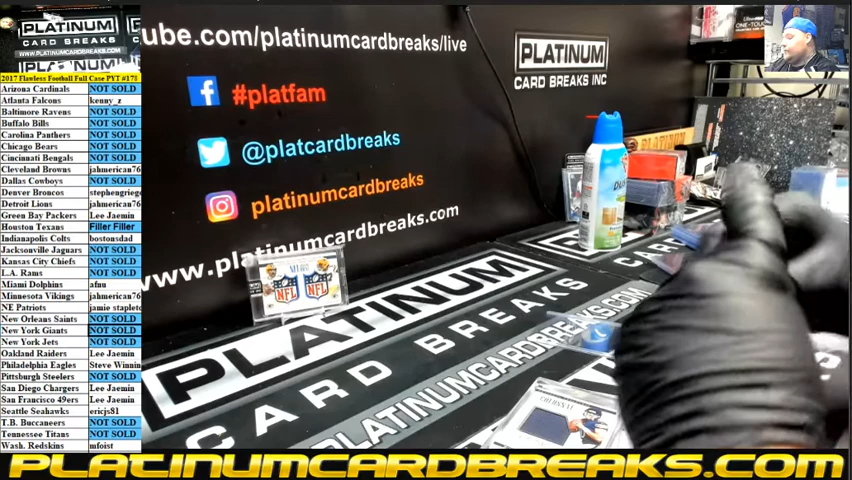 PLATINUM
CARD BREAKS
WWW.PLATINUMCARDBREAKS.COM
2017 Flawless Football Full Case PYT #178
Arizona Cardinals NOT SOLD
Atlanta Falcons kenny_z
Baltimore Ravens NOT SOLD
Buffalo Bills NOT SOLD
Carolina Panthers NOT SOLD
Chicago Bears NOT SOLD
Cincinnati Bengals NOT SOLD
Cleveland Browns jahmerican76
Dallas Cowboys NOT SOLD
Denver Broncos stephengriego
Detroit Lions jahmerican76
Green Bay Packers Lee Jaemin
Houston Texans Filler Filler
Indianapolis Colts bostonsdad
Jacksonville Jaguars NOT SOLD
Kansas City Chiefs NOT SOLD
L.A. Rams NOT SOLD
Miami Dolphins afnu
Minnesota Vikings jahmerican76
NE Patriots jamie stapleto
New Orleans Saints NOT SOLD
New York Giants NOT SOLD
New York Jets NOT SOLD
Oakland Raiders Lee Jaemin
Philadelphia Eagles Steve Winnin
Pittsburgh Steelers NOT SOLD
San Diego Chargers Lee Jaemin
San Francisco 49ers Lee Jaemin
Seattle Seahawks ericjs81
T.B. Buccaneers NOT SOLD
Tennessee Titans NOT SOLD
Wash. Redskins mfoist
ube.com/platinumcardbreaks/live
#platfam
@platcardbreaks
platinumcardbreaks
www.platinumcardbreaks.com
PLATINUM
CARD BREAKS INC
NFL NFL
PLATINUM
CARD BREAKS
WWW.PLATINUMCARDBREAKS.COM
PLATINUMCARDBREAKS.COM